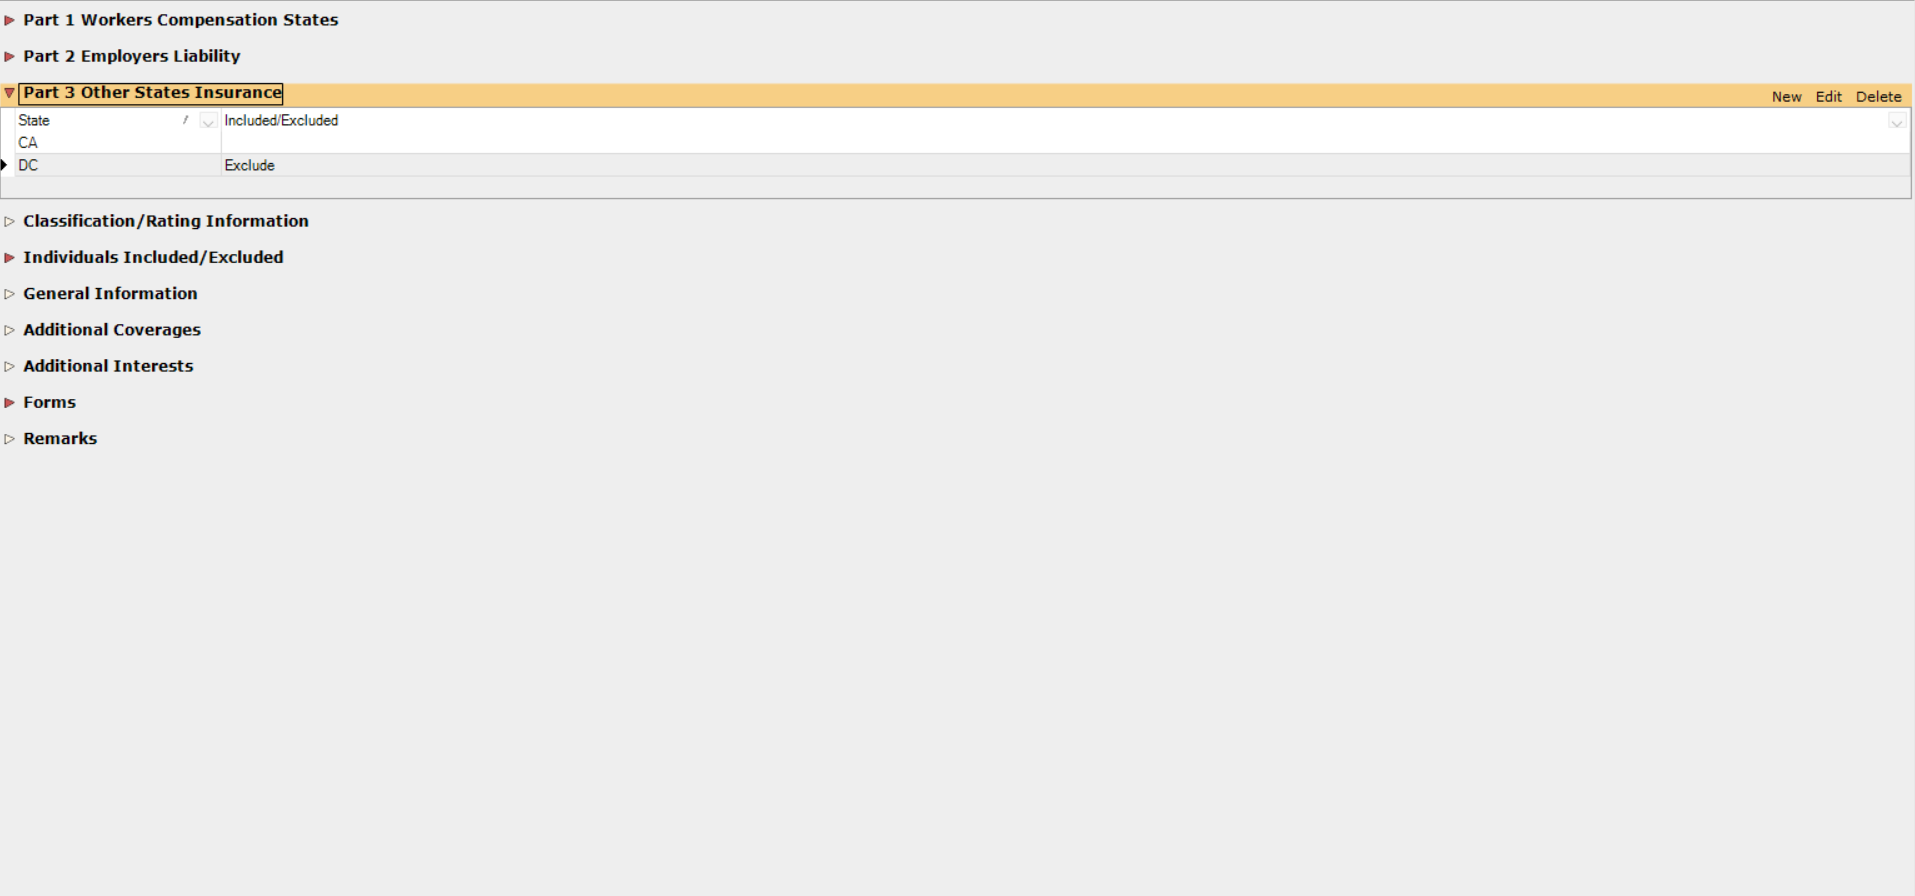 Part 1 Workers Compensation States
Part 2 Employers Liability
Part 3 Other States Insurance
New Edit Delete
State Included/Excluded
CA
DC Exclude
Classification/Rating Information
Individuals Included/Excluded
General Information
Additional Coverages
Additional Interests
Forms
Remarks